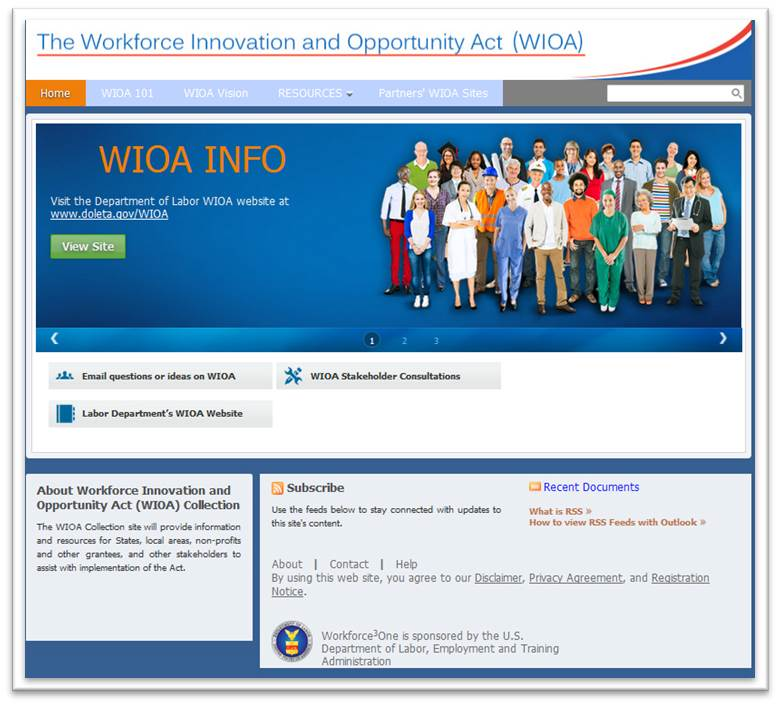 The Workforce Innovation and Opportunity Act (WIOA)
Home WIOA 101 WIOA Vision RESOURCES Partners' WIOA Sites
WIOA INFO
Visit the Department of Labor WIOA website at
www.doleta.gov/WIOA
View Site
1 2 3
Email questions or ideas on WIOA
WIOA Stakeholder Consultations
Labor Department's WIOA Website
About Workforce Innovation and
Opportunity Act (WIOA) Collection
The WIOA Collection site will provide information
and resources for States, local areas, non-profits
and other grantees, and other stakeholders to
assist with implementation of the Act.
Subscribe
Use the feeds below to stay connected with updates to
this site's content.
Recent Documents
What is RSS »
How to view RSS Feeds with Outlook »
About | Contact | Help
By using this web site, you agree to our Disclaimer, Privacy Agreement, and Registration
Notice.
Workforce³One is sponsored by the U.S.
Department of Labor, Employment and Training
Administration